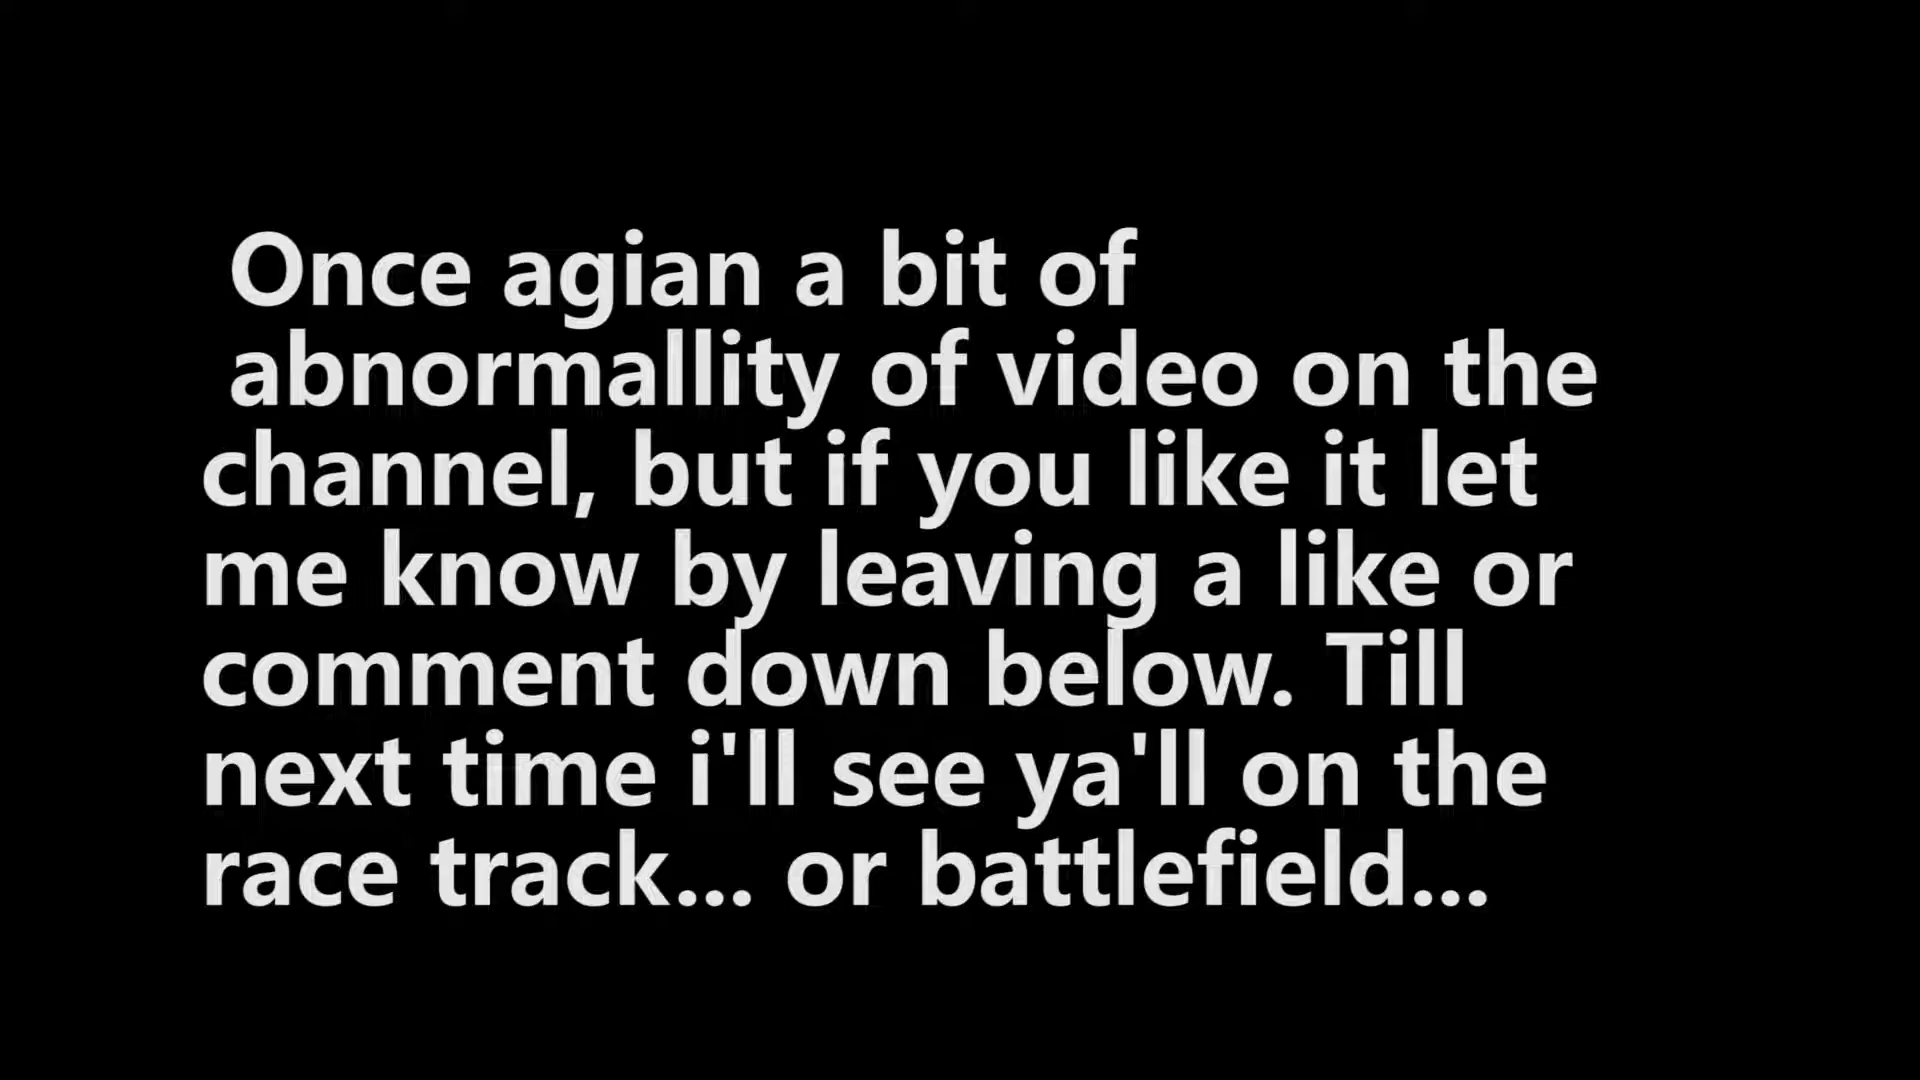 Once agian a bit of
abnormallity of video on the
channel, but if you like it let
me know by leaving a like or
comment down below. Till
next time i'll see ya'll on the
race track... or battlefield...